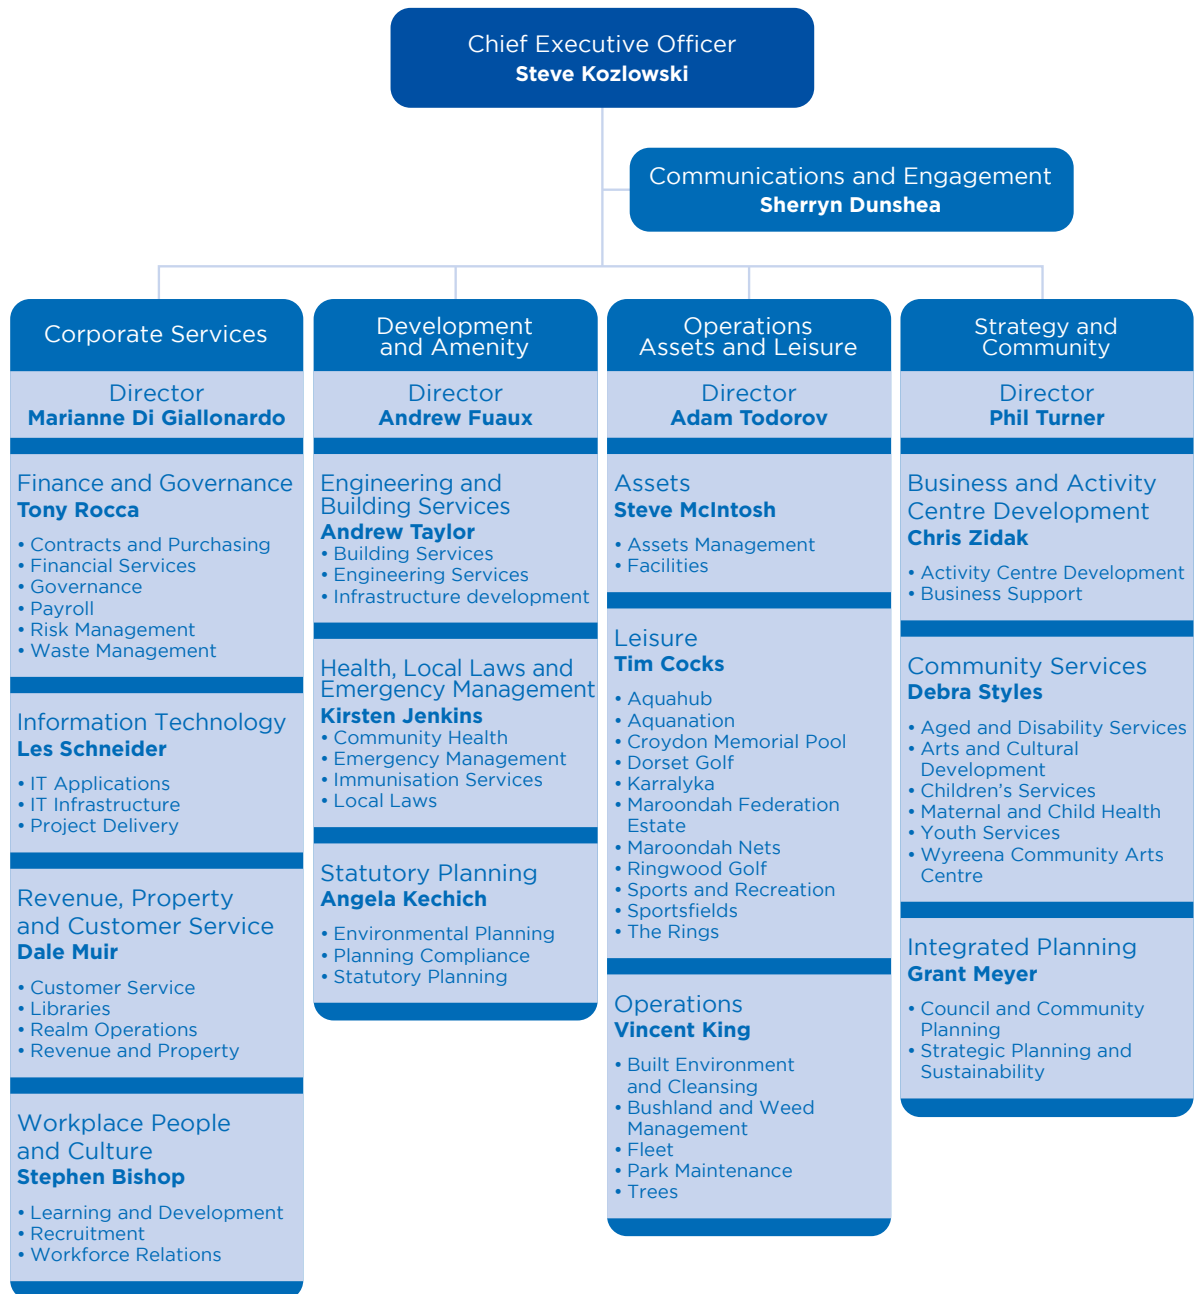 Chief Executive Officer
Steve Kozlowski
Communications and Engagement
Sherryn Dunshea
Corporate Services
Director
Marianne Di Giallonardo
Finance and Governance
Tony Rocca
• Contracts and Purchasing
• Financial Services
• Governance
• Payroll
• Risk Management
• Waste Management
Information Technology
Les Schneider
• IT Applications
• IT Infrastructure
• Project Delivery
Revenue, Property
and Customer Service
Dale Muir
• Customer Service
• Libraries
• Realm Operations
• Revenue and Property
Workplace People
and Culture
Stephen Bishop
• Learning and Development
• Recruitment
• Workforce Relations
Development
and Amenity
Director
Andrew Fuaux
Engineering and
Building Services
Andrew Taylor
• Building Services
• Engineering Services
• Infrastructure development
Health, Local Laws and
Emergency Management
Kirsten Jenkins
• Community Health
• Emergency Management
• Immunisation Services
• Local Laws
Statutory Planning
Angela Kechich
• Environmental Planning
• Planning Compliance
• Statutory Planning
Operations
Assets and Leisure
Director
Adam Todorov
Assets
Steve McIntosh
• Assets Management
• Facilities
Leisure
Tim Cocks
• Aquahub
• Aquanation
• Croydon Memorial Pool
• Dorset Golf
• Karralyka
• Maroondah Federation
Estate
• Maroondah Nets
• Ringwood Golf
• Sports and Recreation
• Sportsfields
• The Rings
Operations
Vincent King
• Built Environment
and Cleansing
• Bushland and Weed
Management
• Fleet
• Park Maintenance
• Trees
Strategy and
Community
Director
Phil Turner
Business and Activity
Centre Development
Chris Zidak
• Activity Centre Development
• Business Support
Community Services
Debra Styles
• Aged and Disability Services
• Arts and Cultural
Development
• Children's Services
• Maternal and Child Health
• Youth Services
• Wyreena Community Arts
Centre
Integrated Planning
Grant Meyer
• Council and Community
Planning
• Strategic Planning and
Sustainability